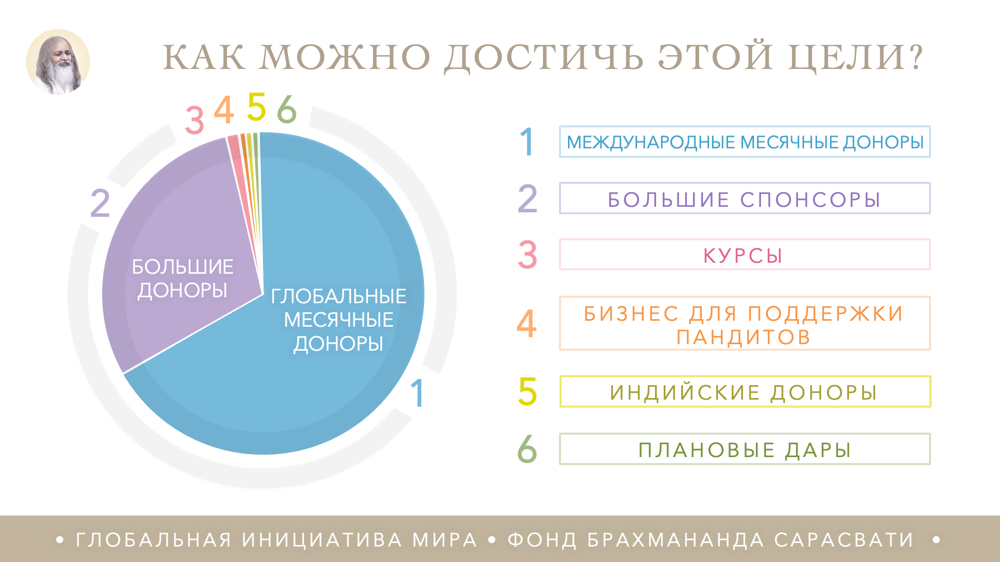 КАК МОЖНО ДОСТИЧЬ ЭТОЙ ЦЕЛИ?
3
4
5
6
2
1
БОЛЬШИЕ
ДОНОРЫ
ГЛОБАЛЬНЫЕ
МЕСЯЧНЫЕ
ДОНОРЫ
1 МЕЖДУНАРОДНЫЕ МЕСЯЧНЫЕ ДОНОРЫ
2 БОЛЬШИЕ СПОНСОРЫ
3 КУРСЫ
4 БИЗНЕС ДЛЯ ПОДДЕРЖКИ
ПАНДИТОВ
5 ИНДИЙСКИЕ ДОНОРЫ
6 ПЛАНОВЫЕ ДАРЫ
• ГЛОБАЛЬНАЯ ИНИЦИАТИВА МИРА • ФОНД БРАХМАНАНДА САРАСВАТИ •